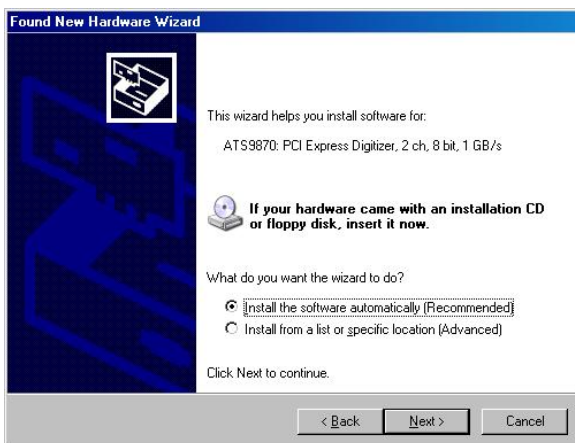 Found New Hardware Wizard
This wizard helps you install software for:
ATS9870: PCI Express Digitizer, 2 ch, 8 bit, 1 GB/s
If your hardware came with an installation CD
or floppy disk, insert it now.
What do you want the wizard to do?
Install the software automatically (Recommended)
Install from a list or specific location (Advanced)
Click Next to continue.
< Back Next > Cancel